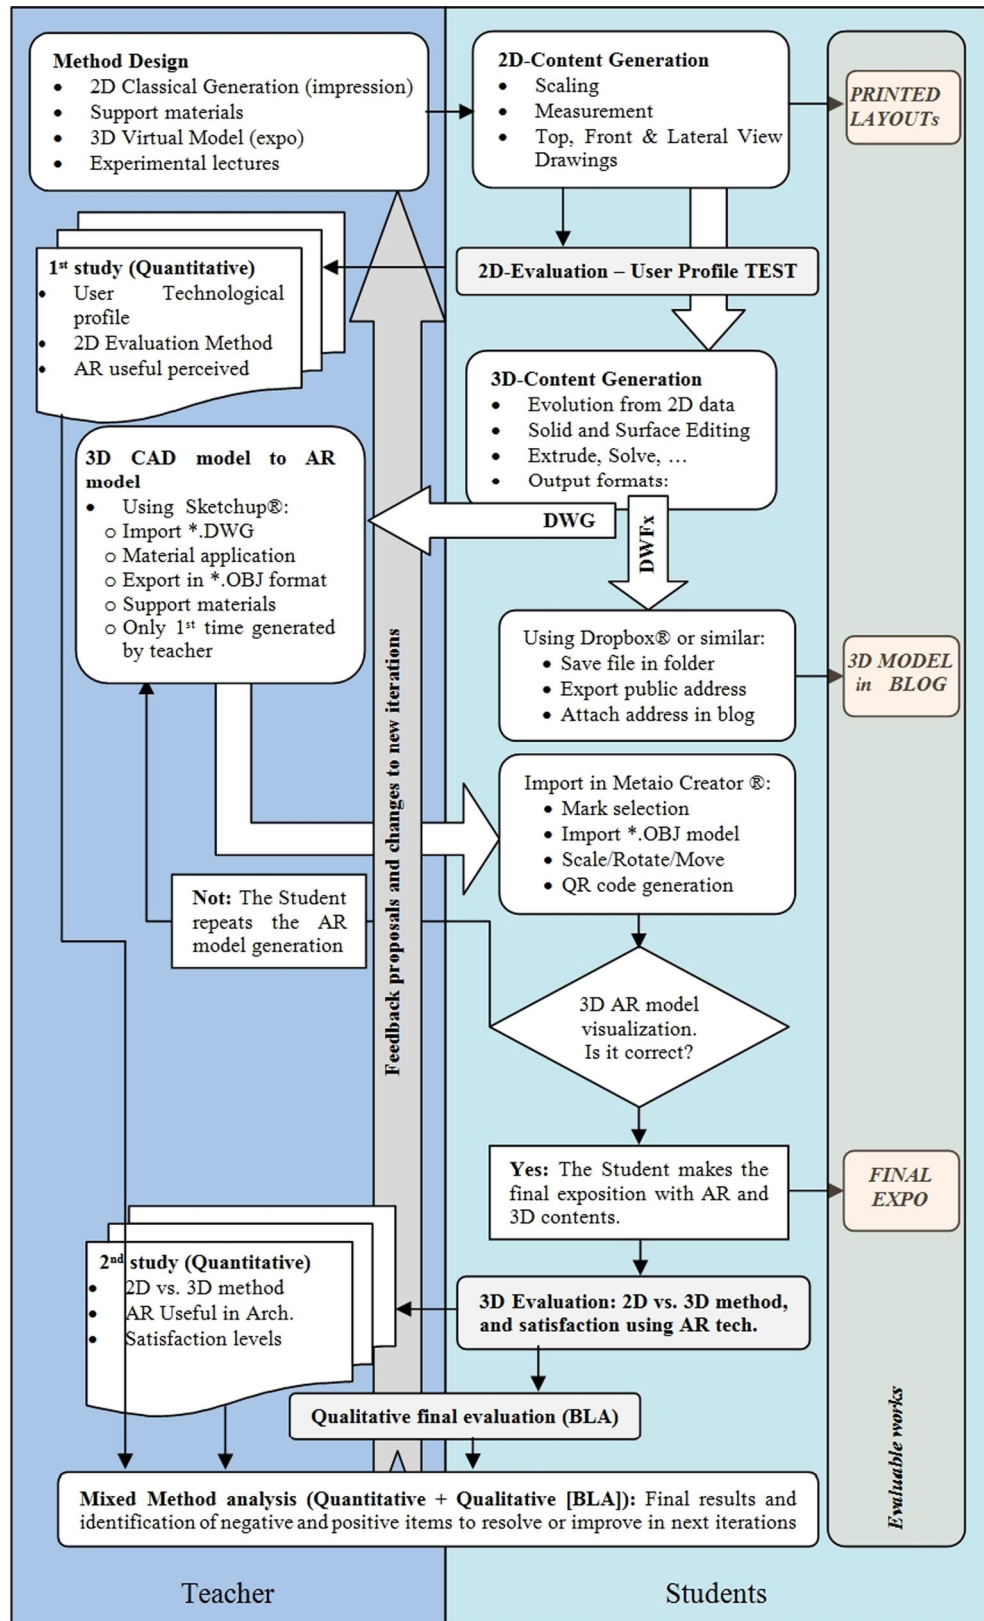 Method Design
• 2D Classical Generation (impression)
• Support materials
• 3D Virtual Model (expo)
• Experimental lectures
2D-Content Generation
• Scaling
• Measurement
• Top, Front & Lateral View
Drawings
PRINTED
LAYOUTs
1st study (Quantitative)
• User Technological
profile
• 2D Evaluation Method
• AR useful perceived
2D-Evaluation – User Profile TEST
3D-Content Generation
• Evolution from 2D data
• Solid and Surface Editing
• Extrude, Solve, …
• Output formats:
DWG
DWFx
3D CAD model to AR
model
• Using Sketchup®:
o Import *.DWG
o Material application
o Export in *.OBJ format
o Support materials
o Only 1st time generated
by teacher
Using Dropbox® or similar:
• Save file in folder
• Export public address
• Attach address in blog
3D MODEL
in BLOG
Feedback proposals and changes to new iterations
Import in Metaio Creator ®:
• Mark selection
• Import *.OBJ model
• Scale/Rotate/Move
• QR code generation
Not: The Student
repeats the AR
model generation
3D AR model
visualization.
Is it correct?
Yes: The Student makes the
final exposition with AR and
3D contents.
FINAL
EXPO
2nd study (Quantitative)
• 2D vs. 3D method
• AR Useful in Arch.
• Satisfaction levels
3D Evaluation: 2D vs. 3D method,
and satisfaction using AR tech.
Qualitative final evaluation (BLA)
Mixed Method analysis (Quantitative + Qualitative [BLA]): Final results and
identification of negative and positive items to resolve or improve in next iterations
Evaluable works
Teacher
Students